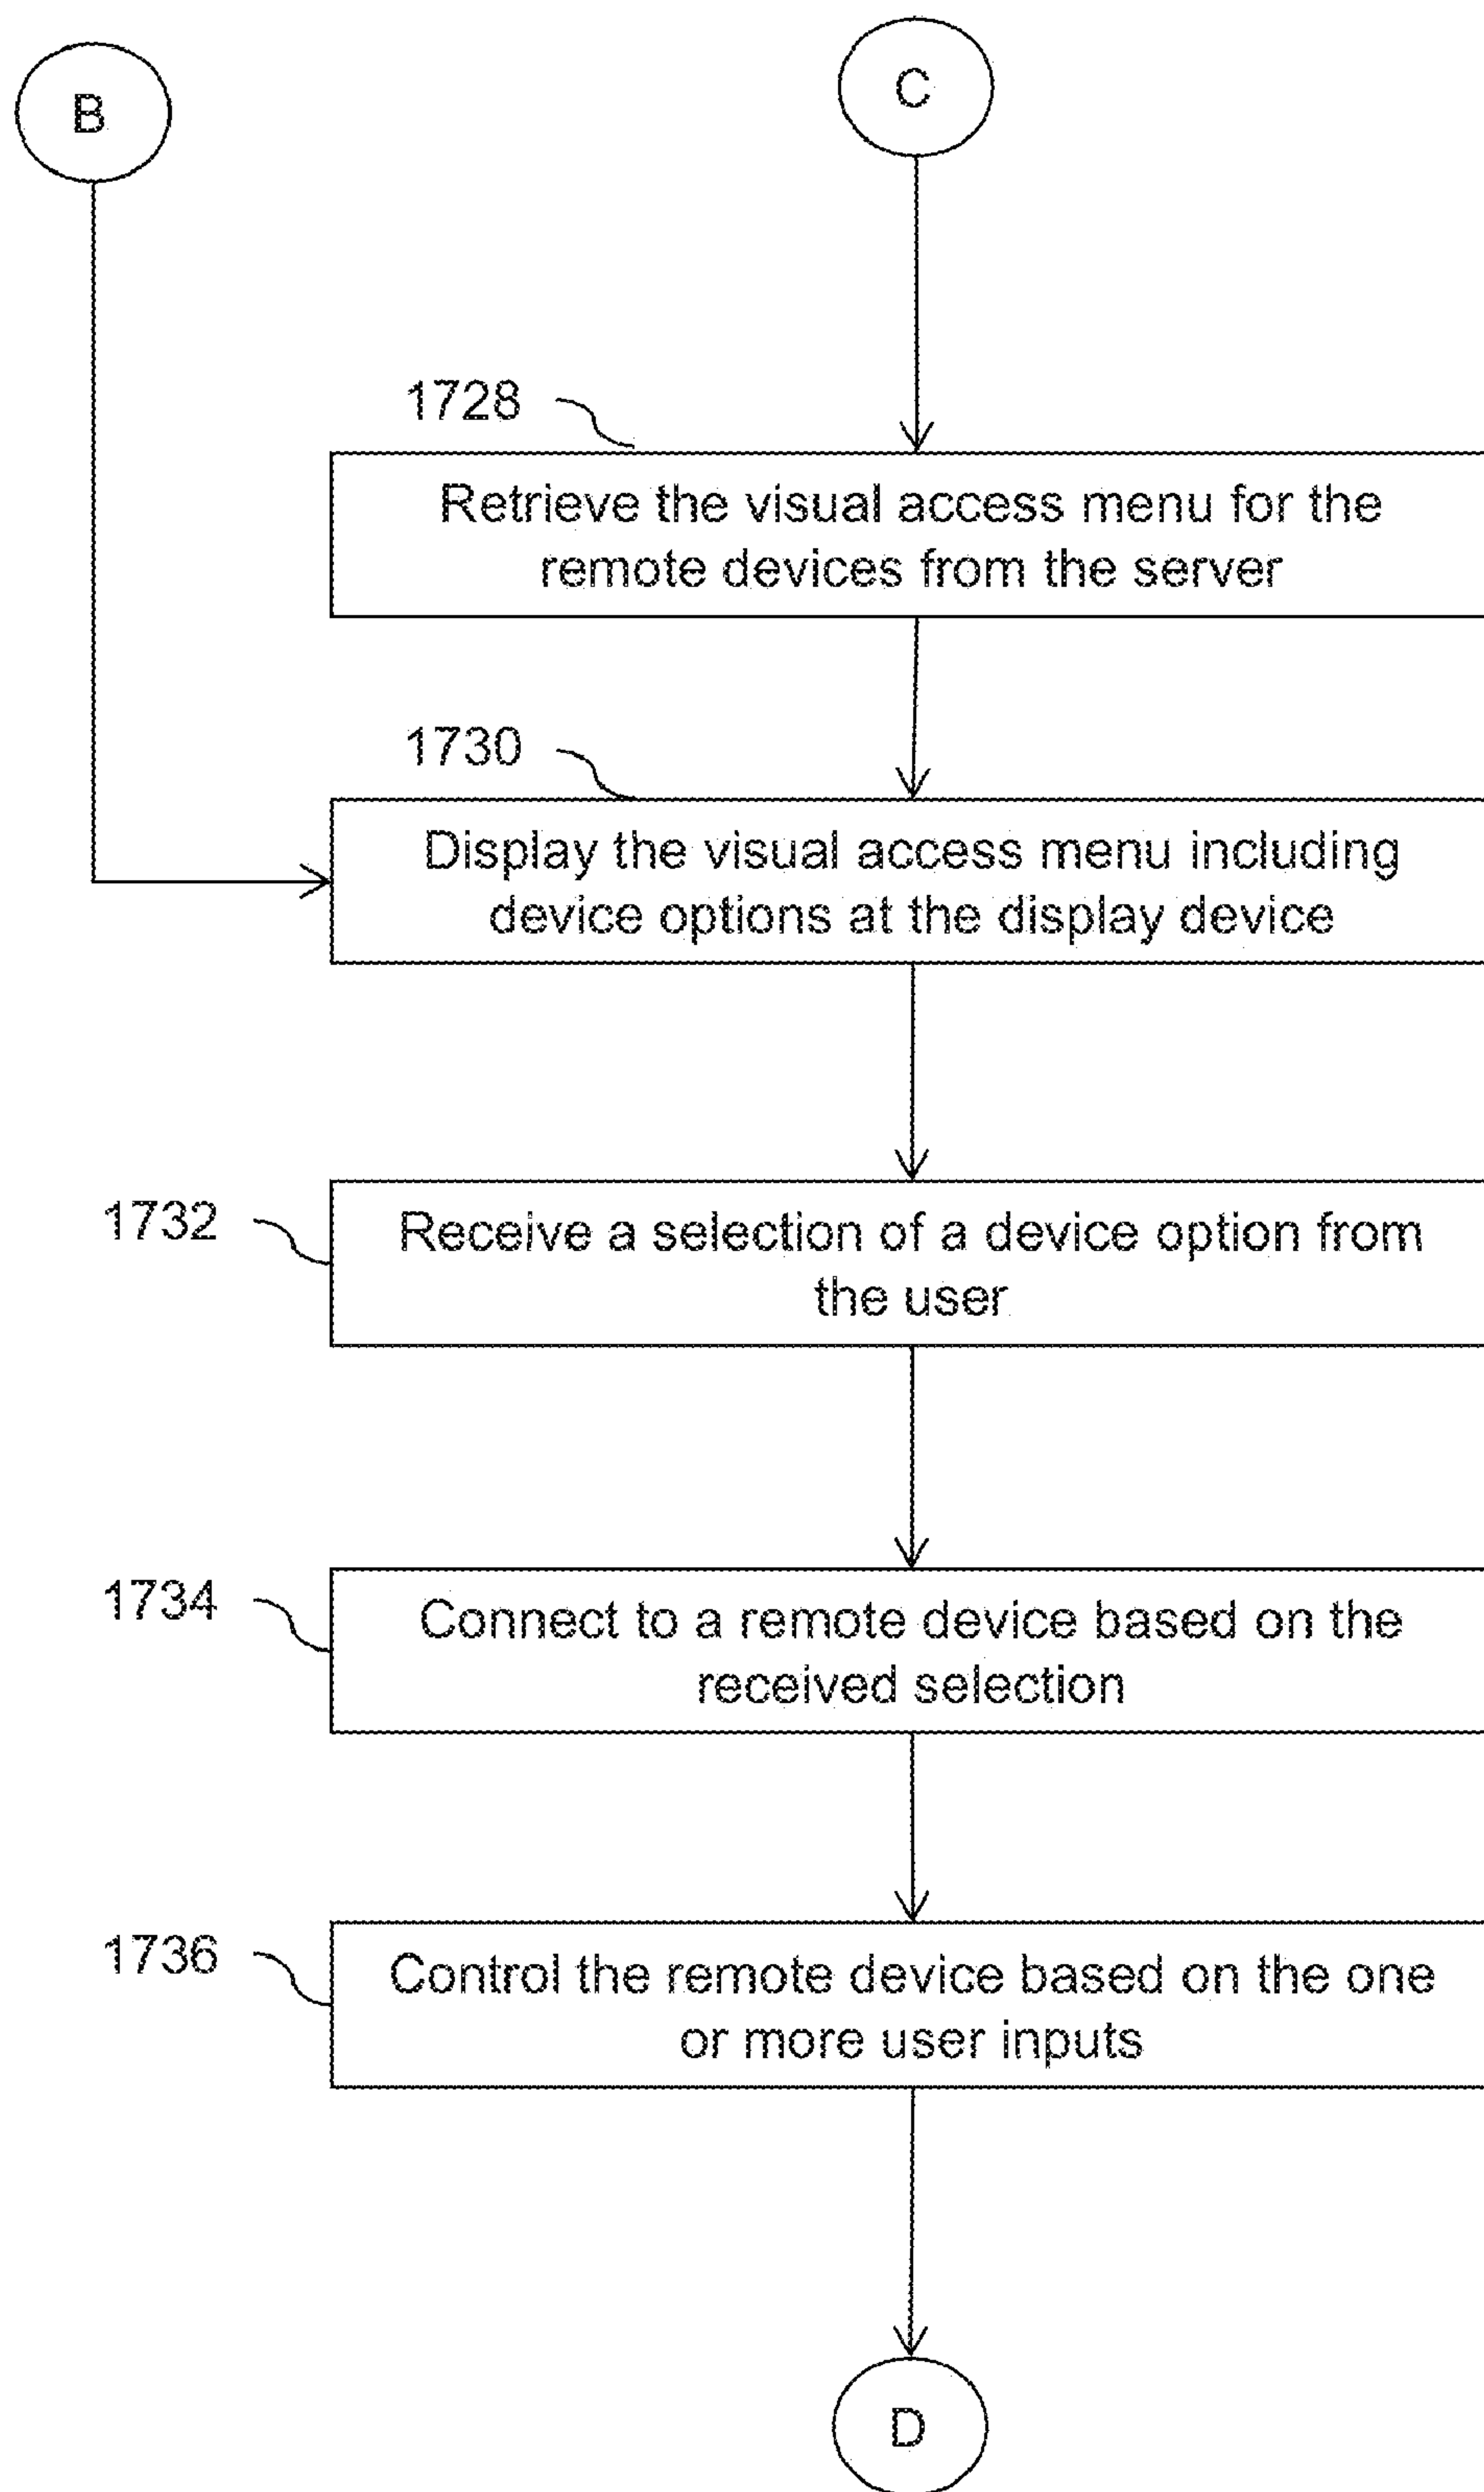 B
C
1728
Retrieve the visual access menu for the
remote devices from the server
1730
Display the visual access menu including
device options at the display device
1732
Receive a selection of a device option from
the user
1734
Connect to a remote device based on the
received selection
1736
Control the remote device based on the one
or more user inputs
D